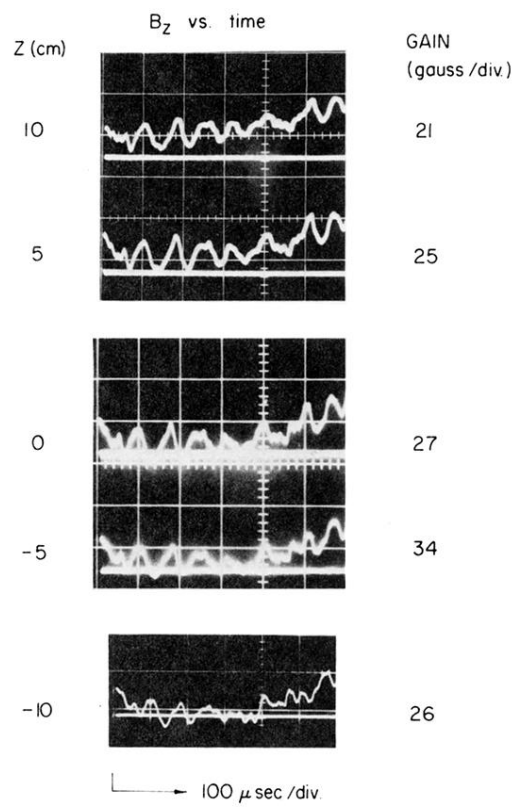 B_z vs. time
Z (cm)
GAIN
(gauss/div.)
10
21
5
25
0
27
-5
34
-10
26
100 μsec/div.